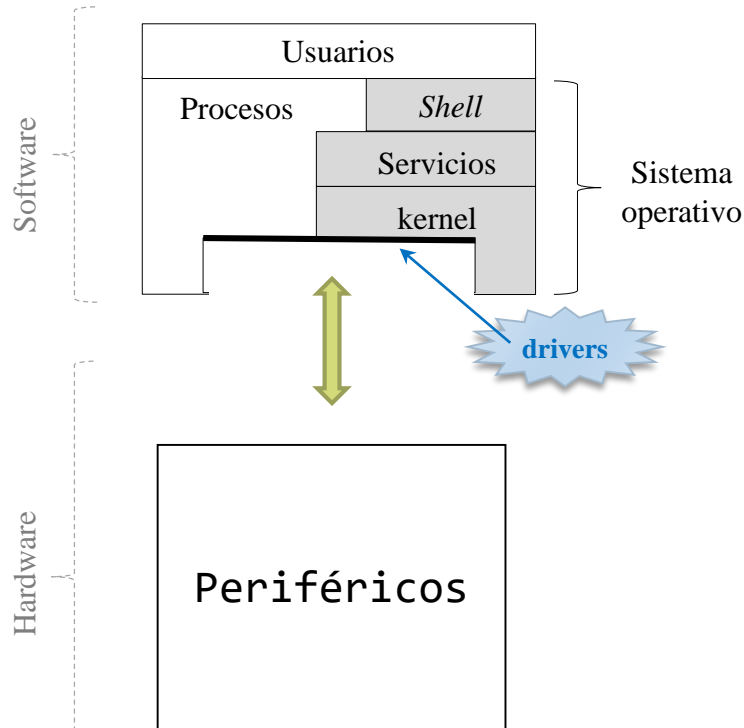 Usuarios
Procesos
Shell
Servicios
kernel
Sistema
operativo
drivers
Software
Periféricos
Hardware